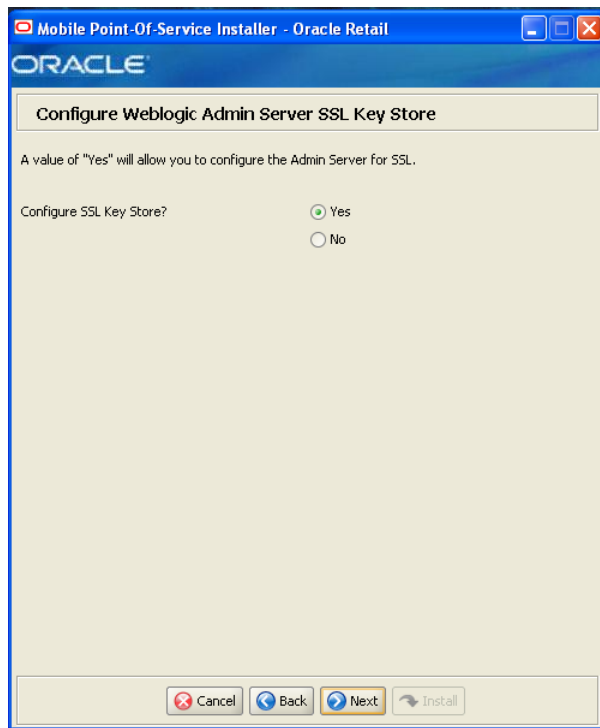 Mobile Point-Of-Service Installer - Oracle Retail
ORACLE
Configure Weblogic Admin Server SSL Key Store
A value of "Yes" will allow you to configure the Admin Server for SSL.
Configure SSL Key Store? Yes
No
Cancel Back Next Install